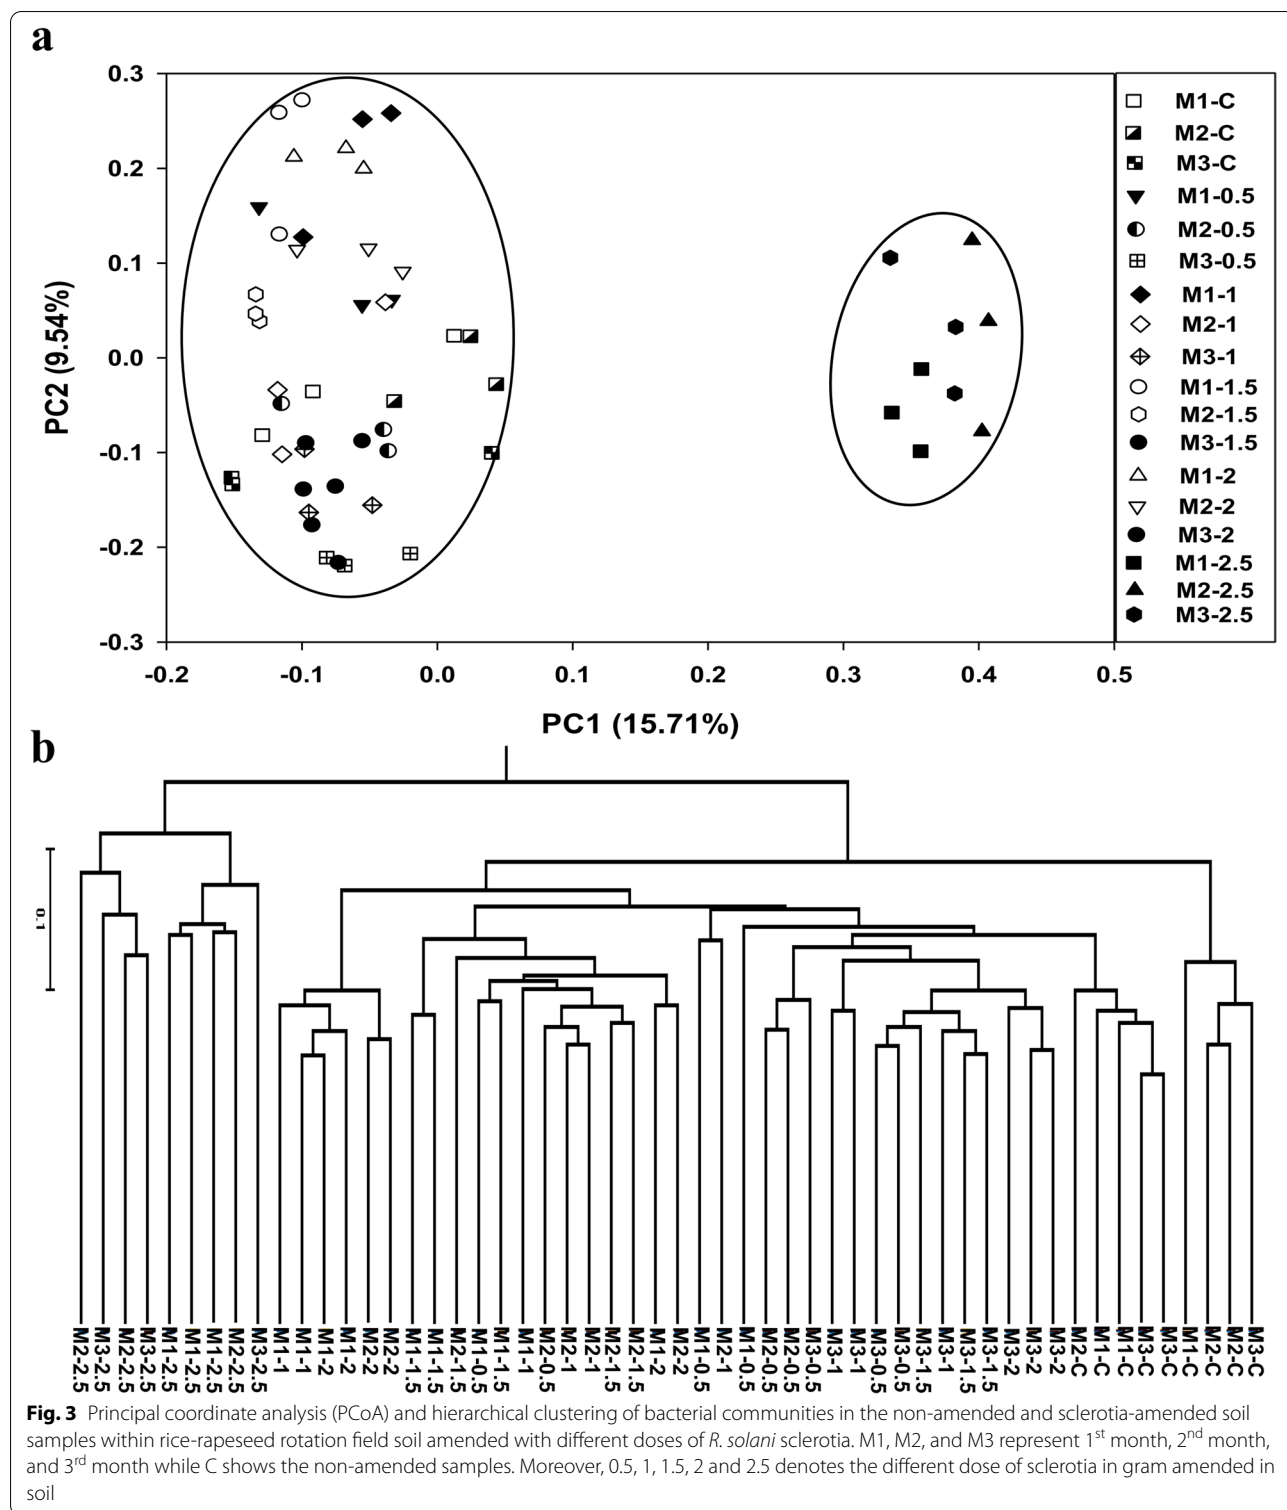 a
0.3
0.2
0.1
0.0
-0.1
-0.2
-0.3
PC2 (9.54%)
-0.2 -0.1 0.0 0.1 0.2 0.3 0.4 0.5
PC1 (15.71%)
M1-C
M2-C
M3-C
M1-0.5
M2-0.5
M3-0.5
M1-1
M2-1
M3-1
M1-1.5
M2-1.5
M3-1.5
M1-2
M2-2
M3-2
M1-2.5
M2-2.5
M3-2.5
b
0.1
M2-2.5
M3-2.5
M2-2.5
M3-2.5
M1-2.5
M1-2.5
M1-2.5
M2-2.5
M3-2.5
M1-1
M1-1
M1-2
M1-2
M2-2
M2-2
M1-1.5
M1-1.5
M2-1.5
M1-0.5
M1-1.5
M1-1
M2-0.5
M2-1
M2-1
M2-1.5
M2-1.5
M1-2
M2-2
M1-0.5
M2-1
M1-0.5
M2-0.5
M2-0.5
M3-0.5
M3-1
M3-1
M3-0.5
M3-0.5
M3-1.5
M3-1
M3-1.5
M3-1.5
M3-2
M3-2
M3-2
M2-C
M1-C
M1-C
M3-C
M3-C
M1-C
M2-C
M2-C
M3-C
Fig. 3 Principal coordinate analysis (PCoA) and hierarchical clustering of bacterial communities in the non-amended and sclerotia-amended soil
samples within rice-rapeseed rotation field soil amended with different doses of R. solani sclerotia. M1, M2, and M3 represent 1st month, 2nd month,
and 3rd month while C shows the non-amended samples. Moreover, 0.5, 1, 1.5, 2 and 2.5 denotes the different dose of sclerotia in gram amended in
soil